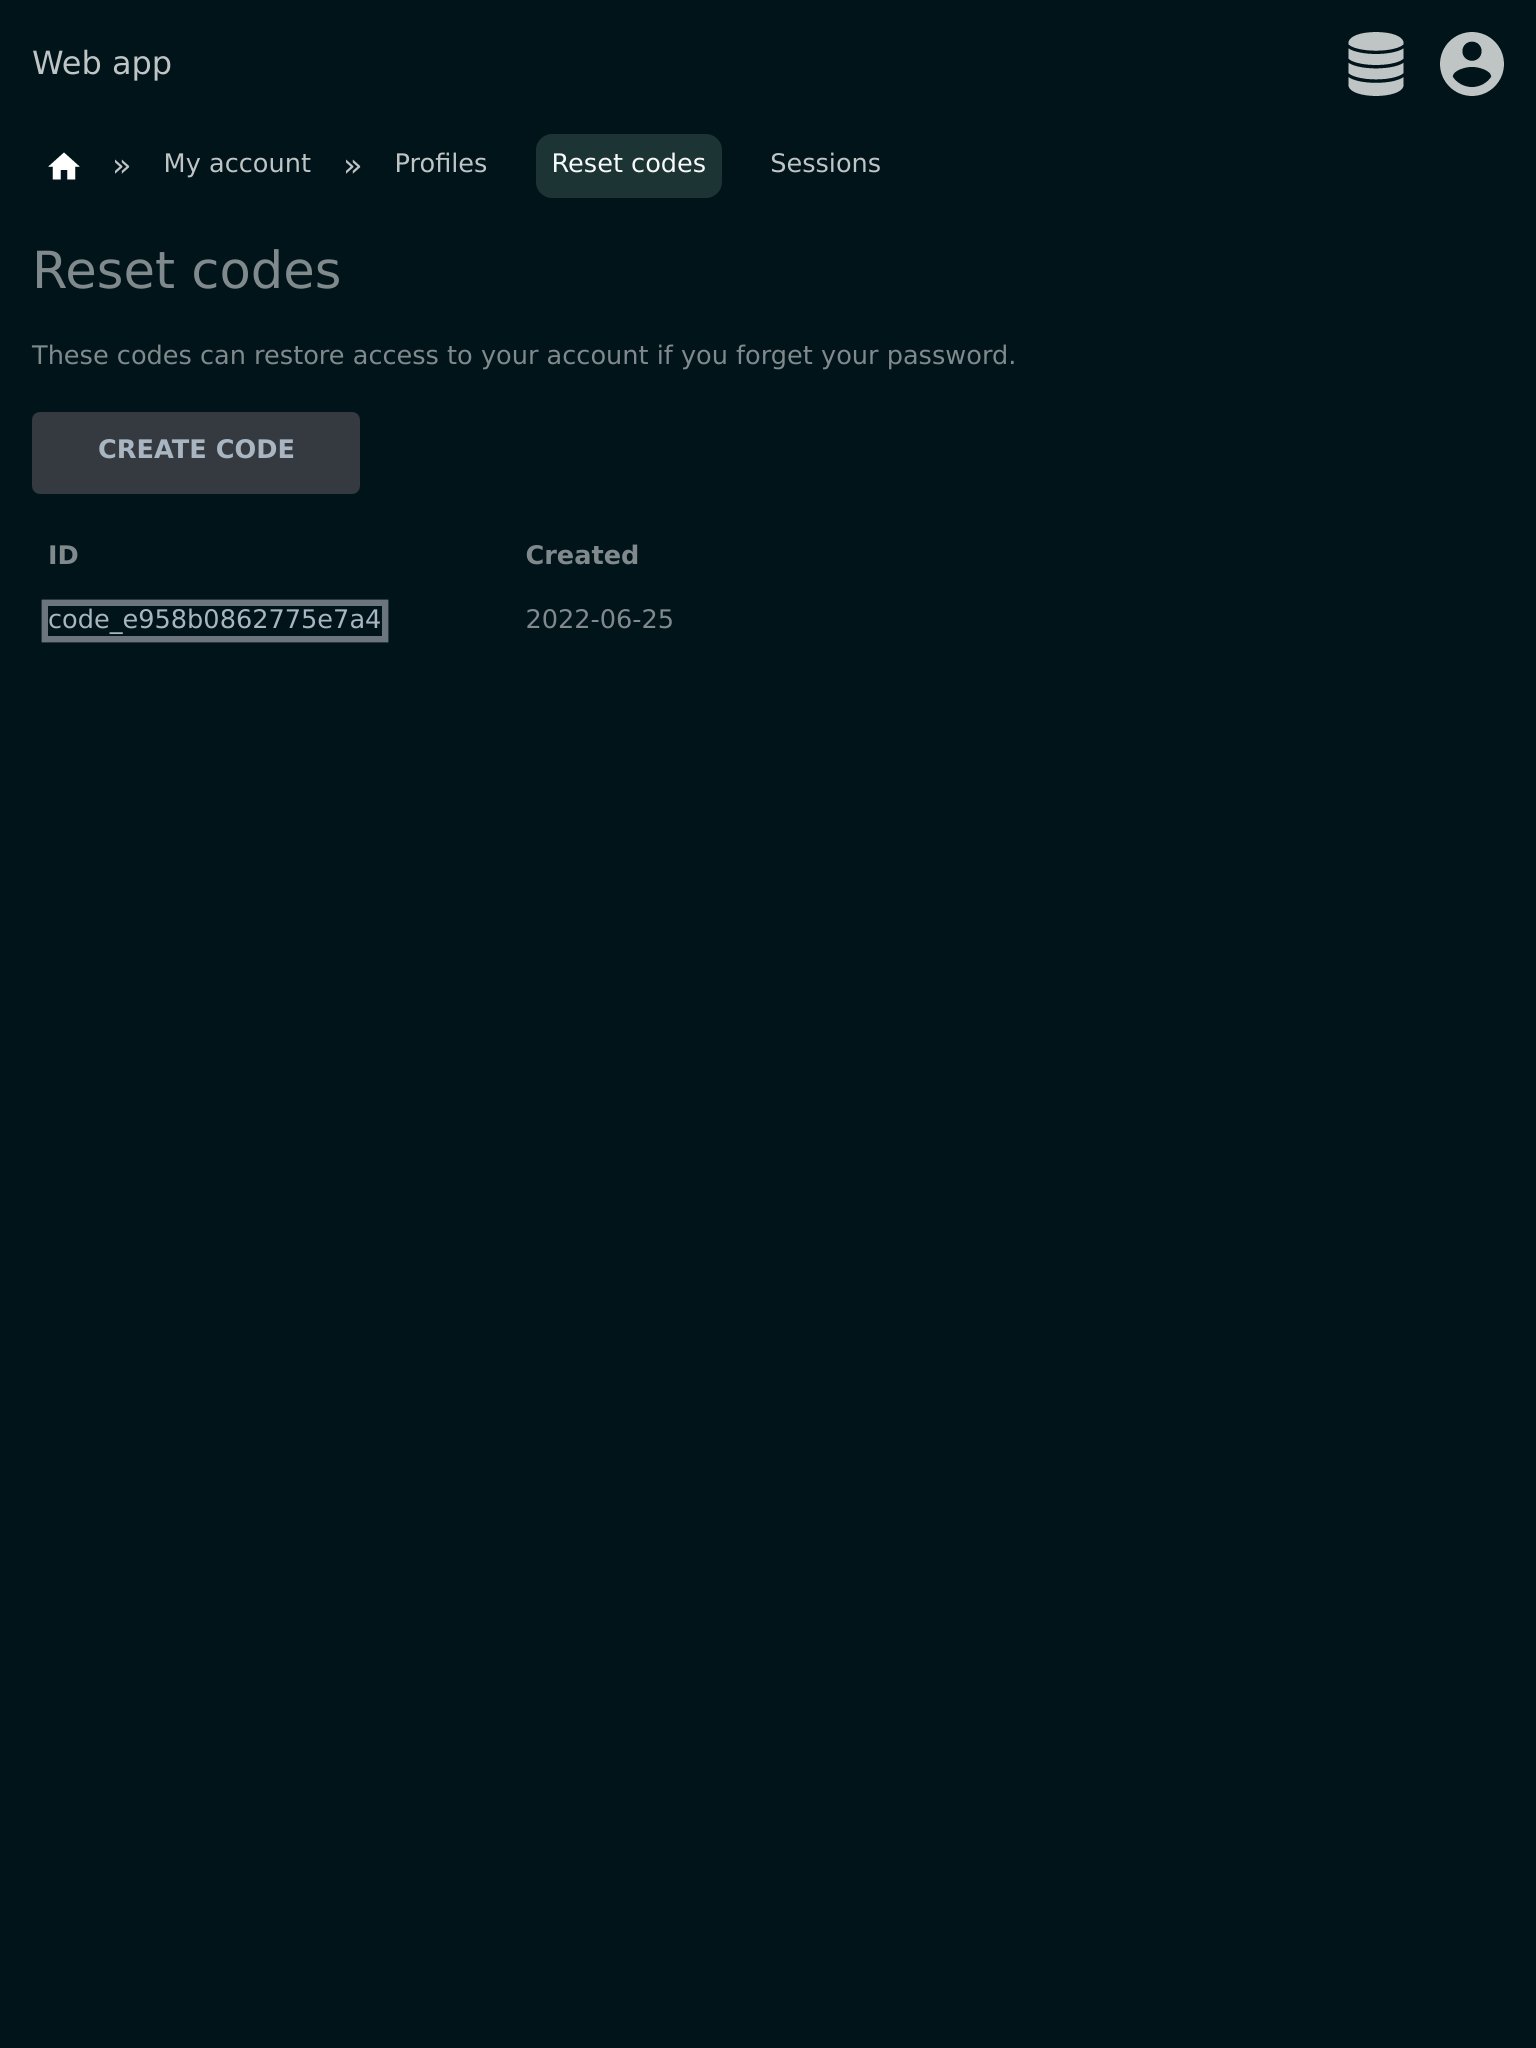 Web app
» My account » Profiles Reset codes Sessions
Reset codes
These codes can restore access to your account if you forget your password.
CREATE CODE
ID Created
code_e958b0862775e7a4 2022-06-25